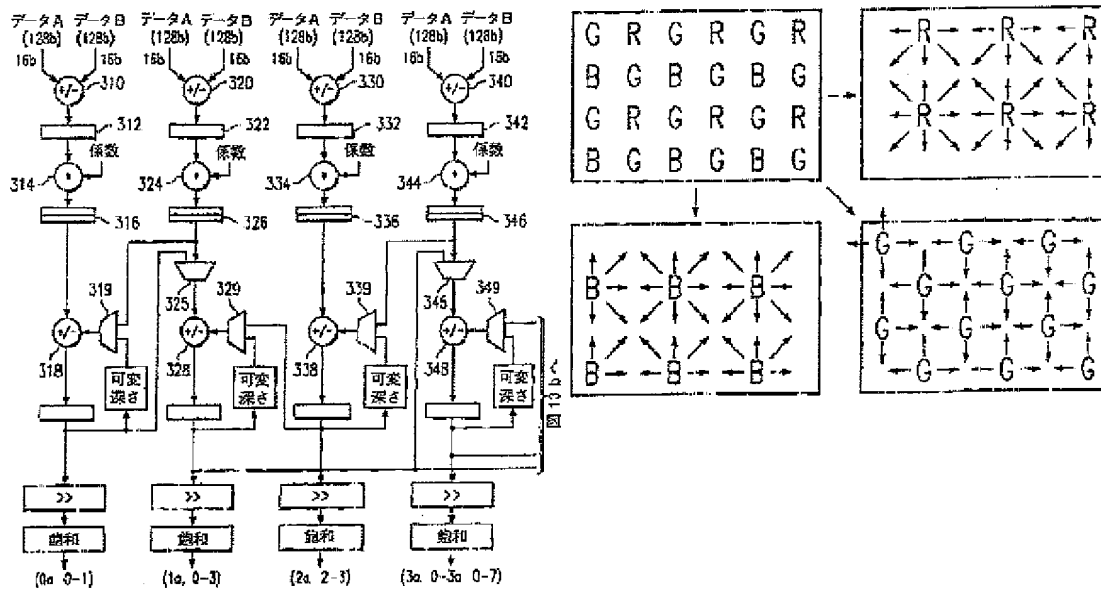 データA データB データA データB データA データB データA データB
(128b) (128b) (128b) (128b) (128b) (128b) (128b) (128b)
16b 16b 16b 16b 16b 16b 16b 16b
+/- 310 +/- 320 +/- 330 +/- 340
312 322 332 342
係数 係数 係数 係数
314 324 334 344
316 326 336 346
319 325 329 339 345 349
+/- +/- +/- +/-
318 328 338 348
可変 可変 可変 可変
深さ 深さ 深さ 深さ
図13bへ
>> >> >> >>
飽和 飽和 飽和 飽和
(0a 0-1) (1a, 0-3) (2a 2-3) (3a 0-3a 0-7)
G R G R G R
B G B G B G
G R G R G R
B G B G B G
R R R
R R R
B B B
B B B
G G G
G G G
G G G
G G G